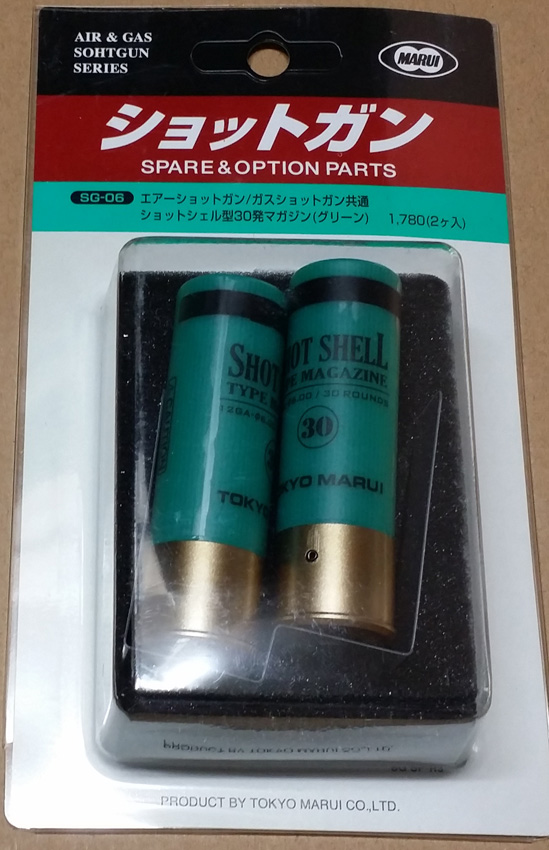 AIR & GAS
SOHTGUN
SERIES
MARUI
ショットガン
SPARE & OPTION PARTS
SG-06 エアーショットガン/ガスショットガン共通
ショットシェル型30発マガジン(グリーン) 1,780(2ヶ入)
SHOT
TYPE
12GA
TOKYO
SHOT SHELL
TYPE MAGAZINE
/ 30 ROUNDS
30
TOKYO MARUI
PRODUCT BY TOKYO MARUI CO.,LTD.